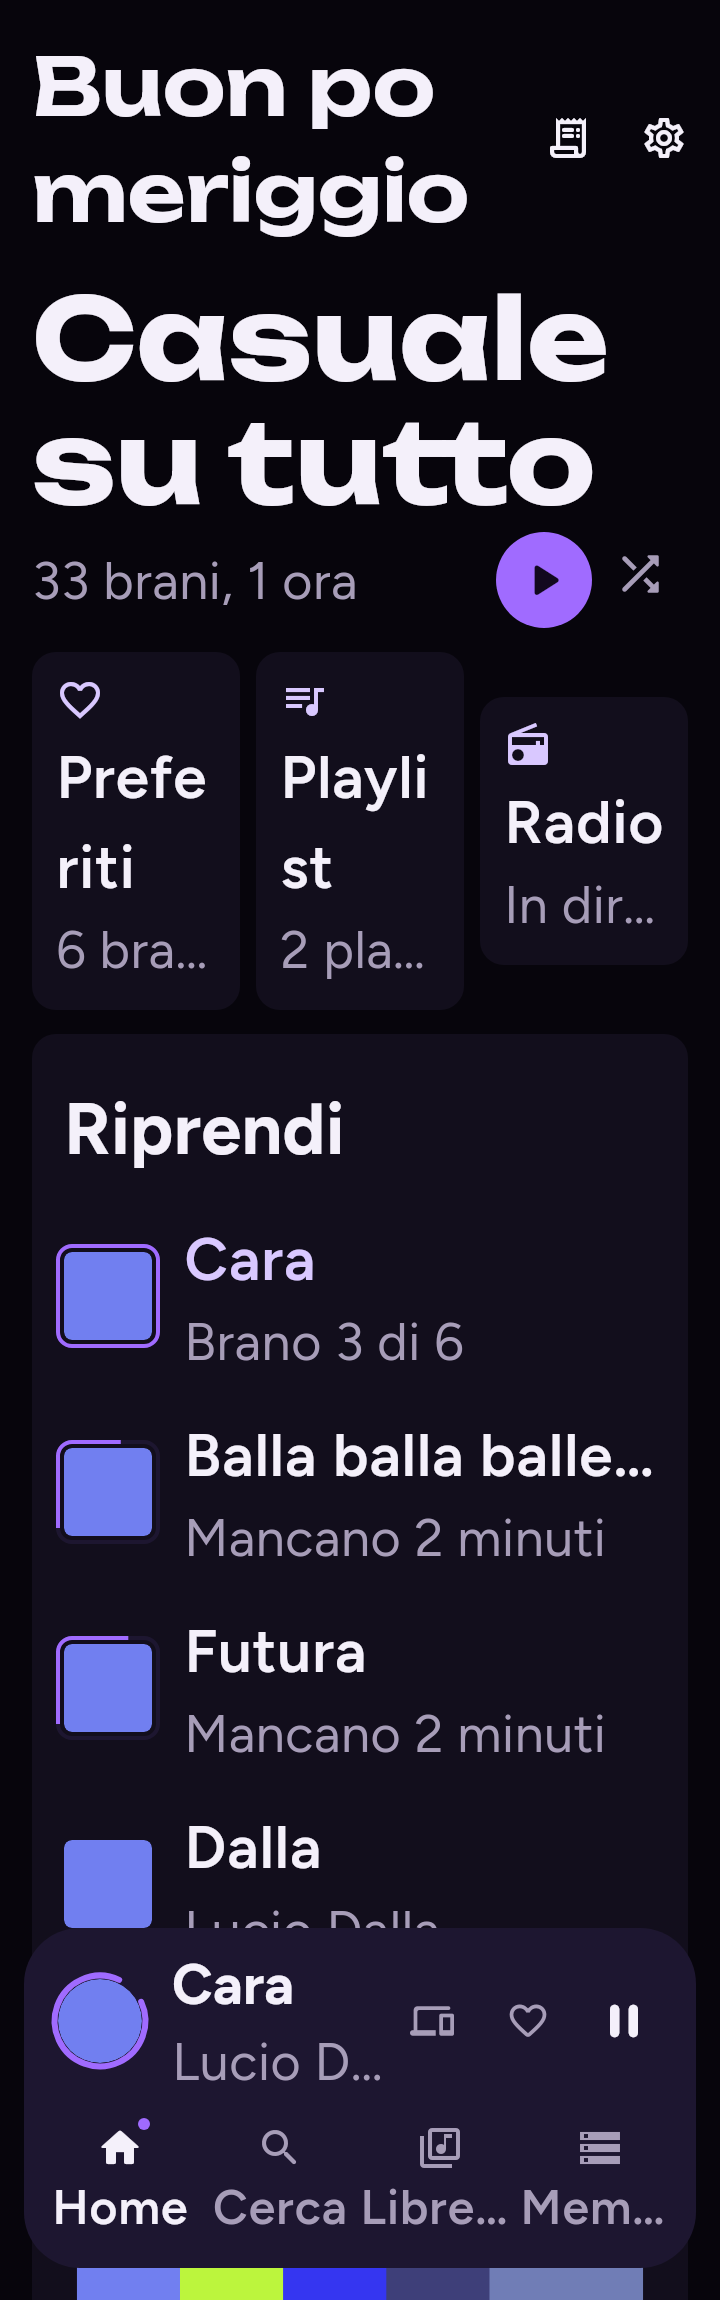 Buon po
meriggio
Casuale
su tutto
33 brani, 1 ora
Prefe
riti
6 bra...
Playli
st
2 pla...
Radio
In dir...
Riprendi
Cara
Brano 3 di 6
Balla balla balle...
Mancano 2 minuti
Futura
Mancano 2 minuti
Dalla
Lucio Dalla
Cara
Lucio D...
Home
Cerca
Libre...
Mem...